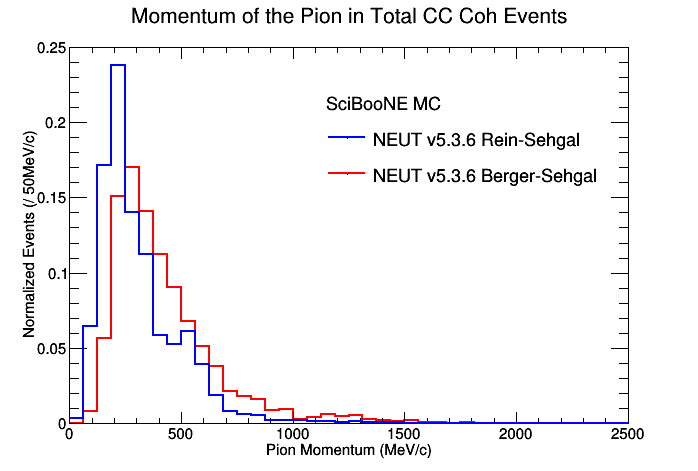 Momentum of the Pion in Total CC Coh Events
Normalized Events (/ 50MeV/c)
0.25
0.2
0.15
0.1
0.05
0
SciBooNE MC
NEUT v5.3.6 Rein-Sehgal
NEUT v5.3.6 Berger-Sehgal
0 500 1000 1500 2000 2500
Pion Momentum (MeV/c)